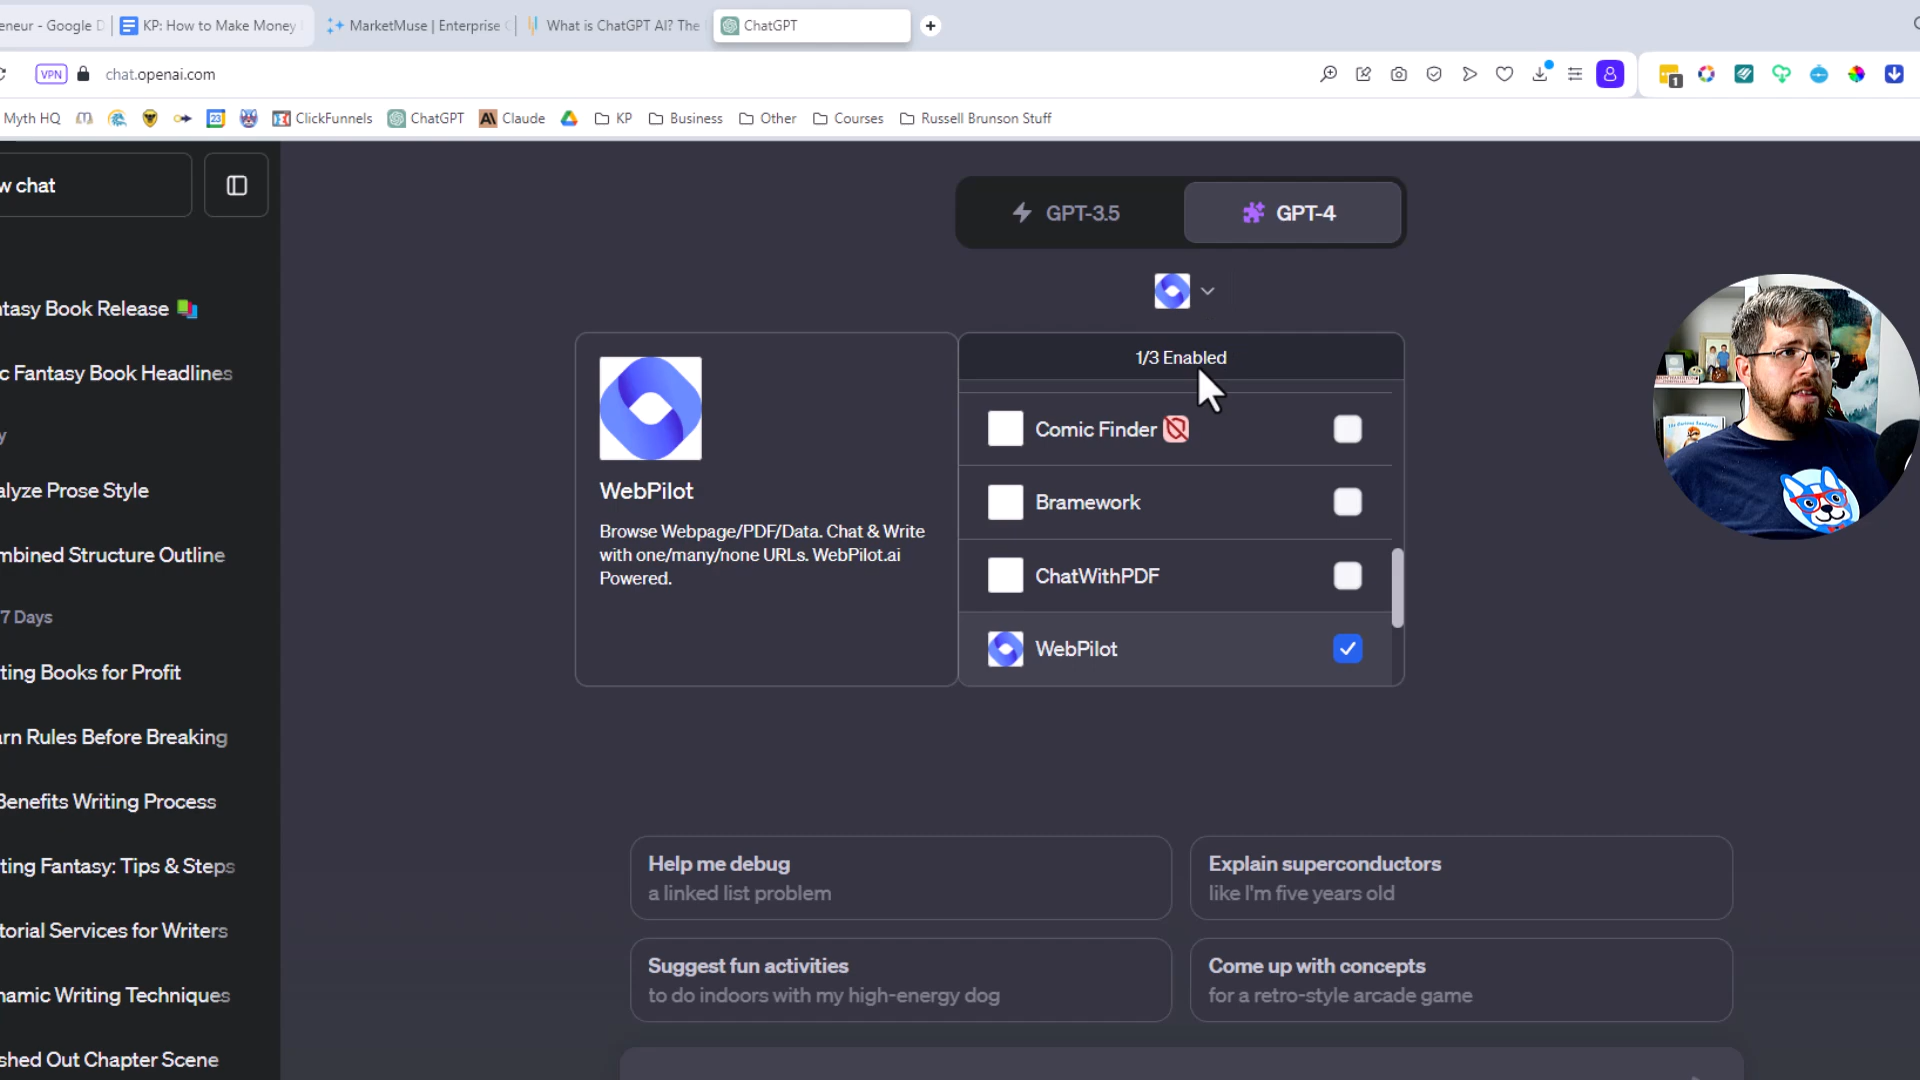 eneur - Google D
KP: How to Make Money
MarketMuse | Enterprise C
What is ChatGPT AI? The
ChatGPT
+
VPN
chat.openai.com
1
Myth HQ
23
ClickFunnels
ChatGPT
Claude
KP
Business
Other
Courses
Russell Brunson Stuff
w chat
ntasy Book Release
c Fantasy Book Headlines
y
alyze Prose Style
mbined Structure Outline
7 Days
ting Books for Profit
arn Rules Before Breaking
Benefits Writing Process
ting Fantasy: Tips & Steps
torial Services for Writers
namic Writing Techniques
shed Out Chapter Scene
GPT-3.5
GPT-4
WebPilot
Browse Webpage/PDF/Data. Chat & Write
with one/many/none URLs. WebPilot.ai
Powered.
1/3 Enabled
Comic Finder
Bramework
ChatWithPDF
WebPilot
Help me debug
a linked list problem
Explain superconductors
like I'm five years old
Suggest fun activities
to do indoors with my high-energy dog
Come up with concepts
for a retro-style arcade game